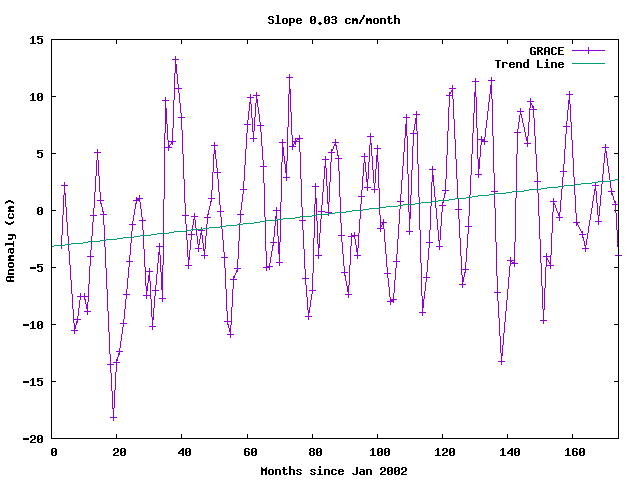 Slope 0.03 cm/month
GRACE
Trend Line
15
10
5
0
-5
-10
-15
-20
Anomaly (cm)
0 20 40 60 80 100 120 140 160
Months since Jan 2002